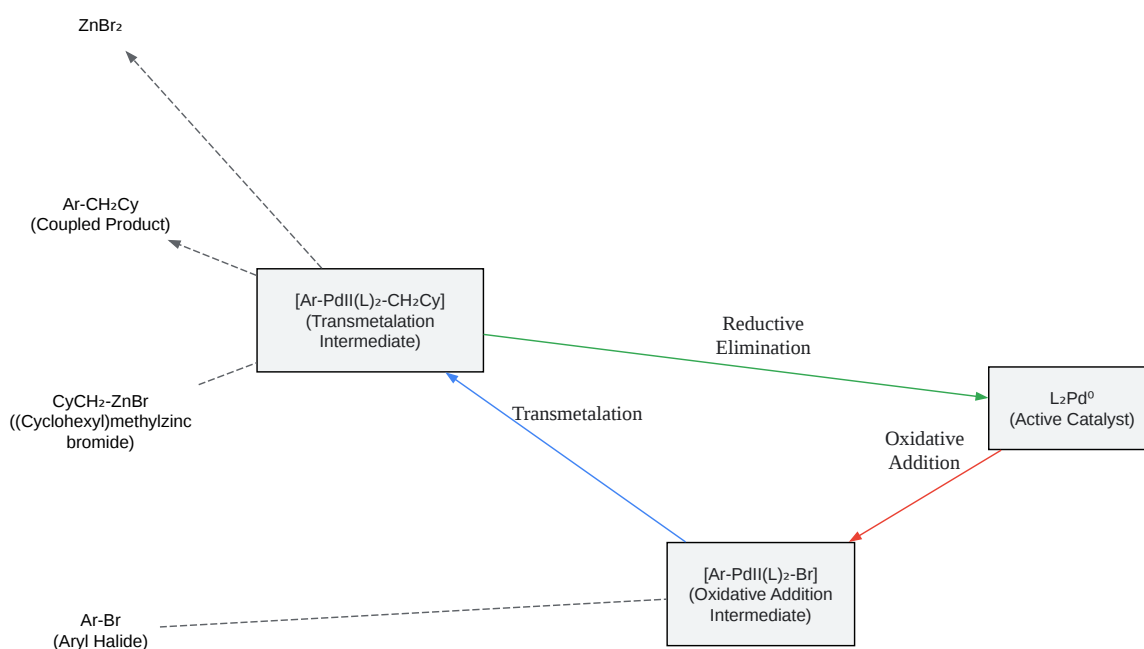 ZnBr₂
Ar-CH₂Cy
(Coupled Product)
[Ar-PdII(L)₂-CH₂Cy]
(Transmetalation
Intermediate)
Reductive
Elimination
CyCH₂-ZnBr
((Cyclohexyl)methylzinc
bromide)
Transmetalation
L₂Pd⁰
(Active Catalyst)
Oxidative
Addition
[Ar-PdII(L)₂-Br]
(Oxidative Addition
Intermediate)
Ar-Br
(Aryl Halide)